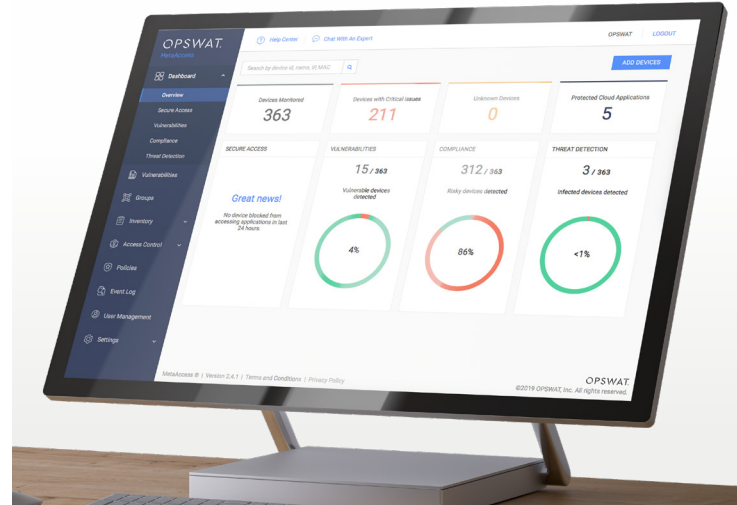 OPSWAT.
MetaAccess
Help Center
Chat With An Expert
OPSWAT
LOGOUT
Search by device id, name, id,MAC
ADD DEVICES
Dashboard
Overview
Secure Access
Vulnerabilities
Compliance
Threat Detection
Vulnerabilities
Groups
Inventory
Access Control
Policies
Event Log
User Management
Settings
Devices Monitored
363
Devices with Critical Issues
211
Unknown Devices
0
Protected Cloud Applications
5
SECURE ACCESS
Great news!
No device blocked from
accessing applications in last
24 hours.
VULNERABILITIES
15 / 363
Vulnerable devices
detected
4%
COMPLIANCE
312 / 363
Risky devices detected
86%
THREAT DETECTION
3 / 363
Infected devices detected
<1%
MetaAccess ® | Version 2.4.1 | Terms and Conditions | Privacy Policy
OPSWAT.
©2019 OPSWAT, Inc. All rights reserved.